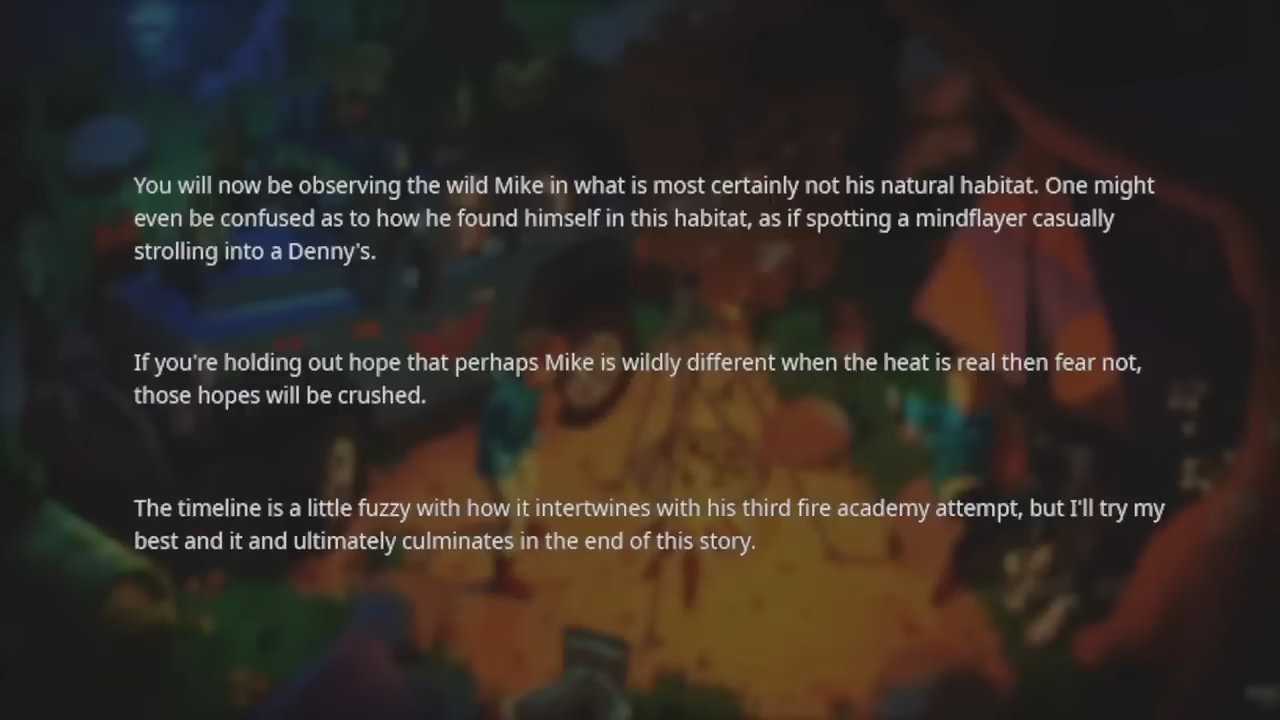 You will now be observing the wild Mike in what is most certainly not his natural habitat. One might
even be confused as to how he found himself in this habitat, as if spotting a mindflayer casually
strolling into a Denny's.
If you're holding out hope that perhaps Mike is wildly different when the heat is real then fear not,
those hopes will be crushed.
The timeline is a little fuzzy with how it intertwines with his third fire academy attempt, but I'll try my
best and it and ultimately culminates in the end of this story.